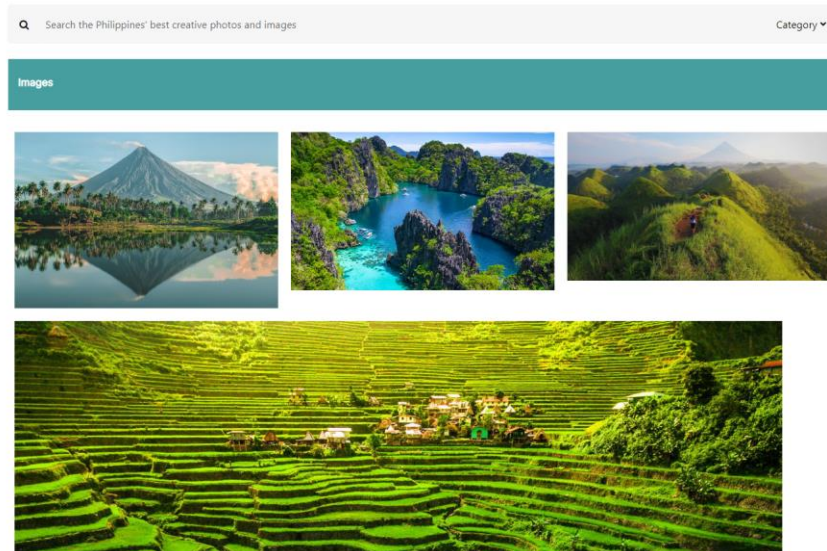 Search the Philippines' best creative photos and images
Category
Images